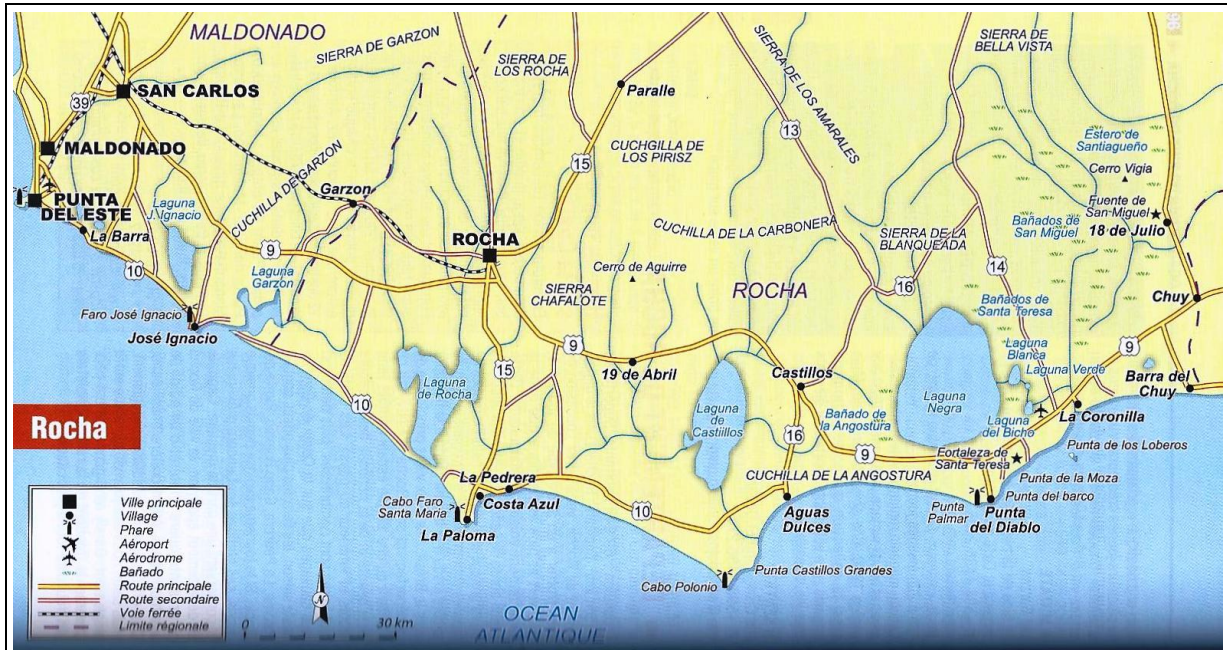 MALDONADO
SIERRA DE GARZON
SIERRA DE
LOS ROCHA
SIERRA DE LOS AMARALES
SIERRA DE
BELLA VISTA
39
SAN CARLOS
Paralle
13
MALDONADO
CUCHGILLA DE
LOS PIRISZ
15
Estero de
Santiagueño
Cerro Vigia
PUNTA
DEL ESTE
Laguna
J. Ignacio
CUCHILLA DE GARZON
Garzon
Fuente de
San Miguel
Bañados de
San Miguel
18 de Julio
La Barra
9
ROCHA
CUCHILLA DE LA CARBONERA
SIERRA DE LA
BLANQUEADA
10
Laguna
Garzon
Cerro de Aguirre
SIERRA
CHAFALOTE
ROCHA
16
14
Chuy
Faro José Ignacio
José Ignacio
Bañados de
Santa Teresa
9
15
9
19 de Abril
Castillos
Laguna
Blanca
Laguna Verde
Barra del
Chuy
10
Laguna
de Rocha
Laguna
de
Castillos
Bañado de
la Angostura
Laguna
Negra
Laguna
del Bicho
La Coronilla
Rocha
16
9
Fortaleza de
Santa Teresa
Punta de los Loberos
CUCHILLA DE LA ANGOSTURA
Punta de la Moza
La Pedrera
Costa Azul
Cabo Faro
Santa Maria
La Paloma
10
Aguas
Dulces
Punta
Palmar
Punta del barco
Punta
del Diablo
Cabo Polonio
Punta Castillos Grandes
Ville principale
Village
Phare
Aéroport
Aérodrome
Bañado
Route principale
Route secondaire
Voie ferrée
Limite régionale
N
0 30 km
OCEAN
ATLANTIQUE